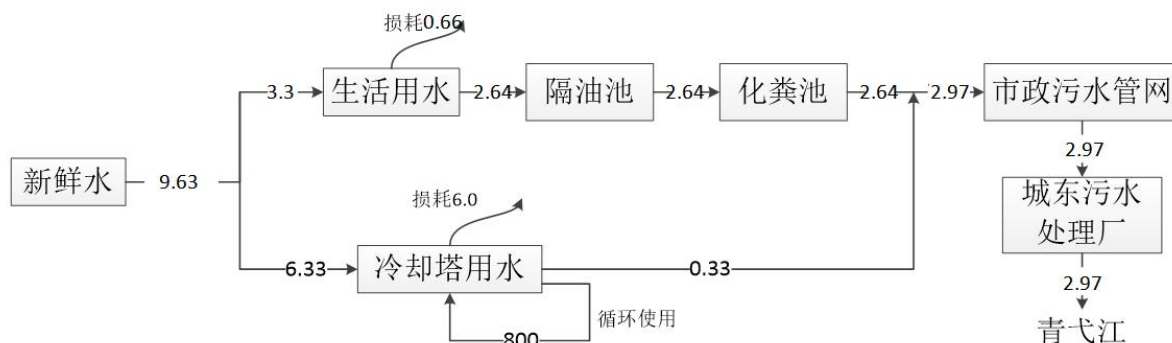 损耗0.66
3.3
生活用水
2.64
隔油池
2.64
化粪池
2.64
2.97
市政污水管网
2.97
新鲜水
9.63
城东污水
处理厂
损耗6.0
6.33
冷却塔用水
0.33
2.97
800
循环使用
青弋江